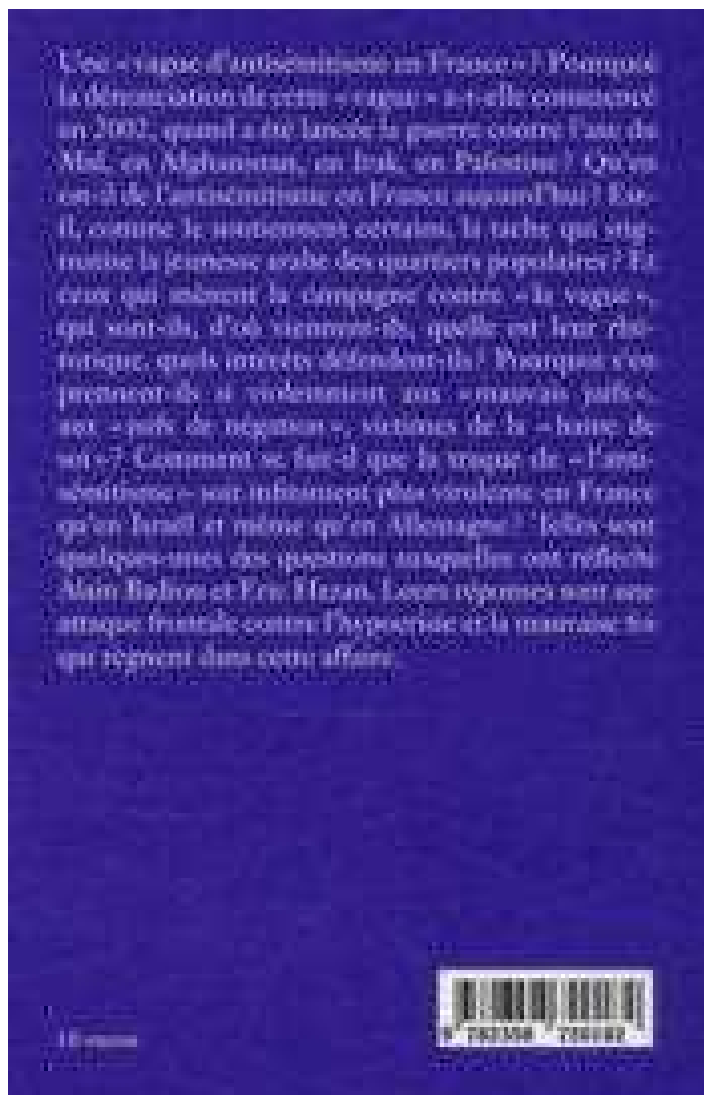 Une « vague d'antisémitisme en France » ? Pourquoi
la dénonciation de cette « vague » a-t-elle commencé
en 2002, quand a été lancée la guerre contre l'axe du
Mal, en Afghanistan, en Irak, en Palestine ? Qu'en
est-il de l'antisémitisme en France aujourd'hui ? Est-
il, comme le soutiennent certains, la tache qui stig-
matise la jeunesse arabe des quartiers populaires ? Et
ceux qui mènent la campagne contre « la vague »,
qui sont-ils, d'où viennent-ils, quelle est leur rhé-
torique, quels intérêts défendent-ils ? Pourquoi s'en
prennent-ils si violemment aux « mauvais juifs »,
aux « juifs de négation », victimes de la « haine de
soi » ? Comment se fait-il que la traque de « l'anti-
sémitisme » soit infiniment plus virulente en France
qu'en Israël et même qu'en Allemagne ? Telles sont
quelques-unes des questions auxquelles ont réfléchi
Alain Badiou et Eric Hazan. Leurs réponses sont une
attaque frontale contre l'hypocrisie et la mauvaise foi
qui règnent dans cette affaire.
euros